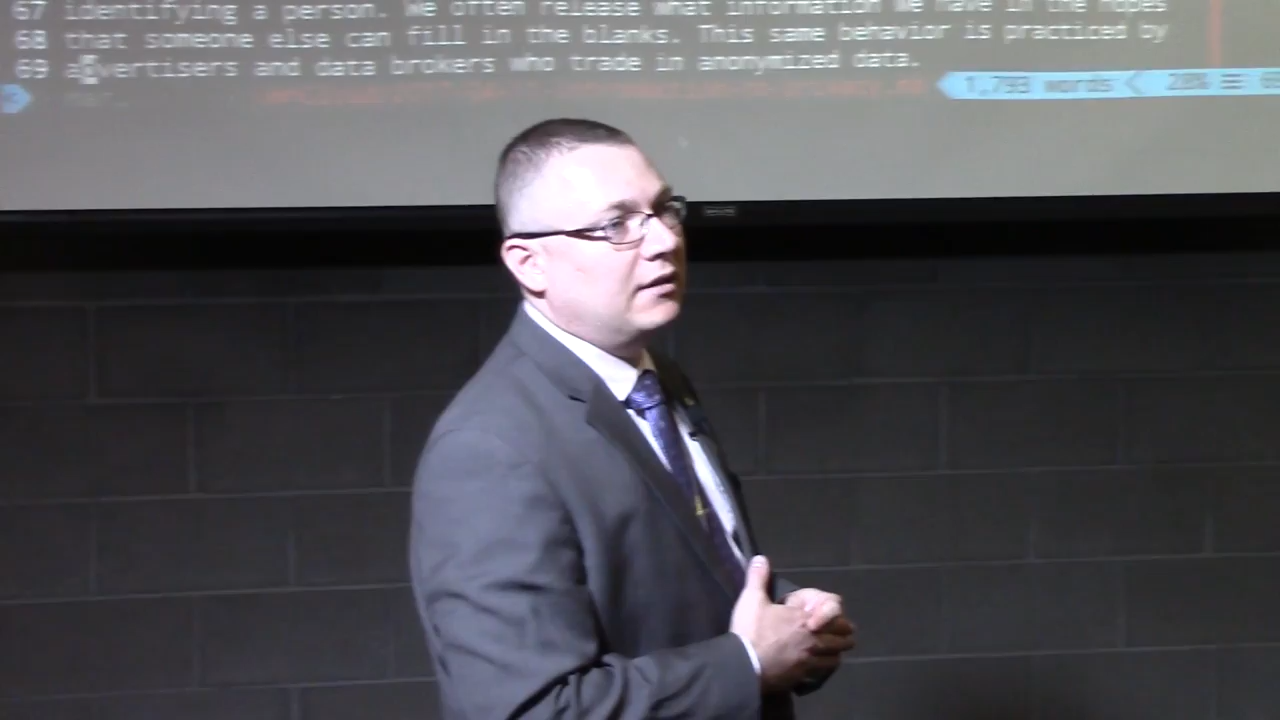 67 identifying a person. We often release what information we have in the hopes
68 that someone else can fill in the blanks. This same behavior is practiced by
69 advertisers and data brokers who trade in anonymized data.
1,793 words 28%